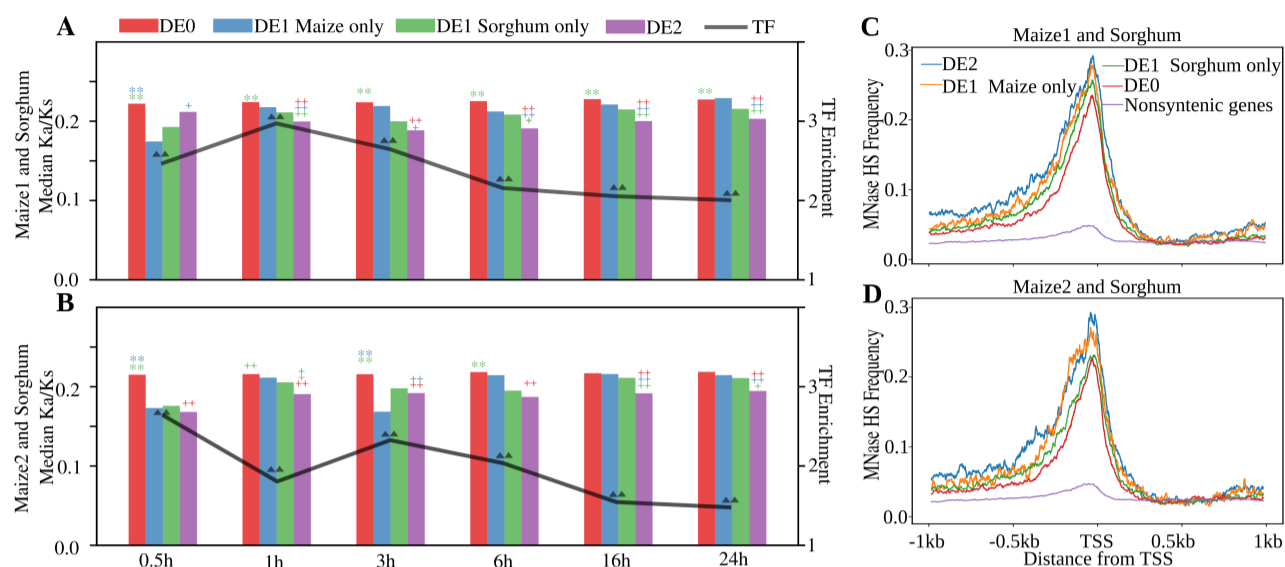 A
DE0
DE1 Maize only
DE1 Sorghum only
DE2
TF
Maize1 and Sorghum
Median Ka/Ks
0.2
0.1
0.0
**
**
+
**
++
++
++
**
++
+
**
++
++
+
**
++
++
++
**
++
++
++
3
2
1
TF Enrichment
B
Maize2 and Sorghum
Median Ka/Ks
0.2
0.1
0.0
**
**
++
++
+
+
++
**
**
++
++
**
++
++
++
++
++
++
+
3
2
1
TF Enrichment
0.5h
1h
3h
6h
16h
24h
C
Maize1 and Sorghum
MNase HS Frequency
0.3
0.2
0.1
0.0
DE2
DE1 Maize only
DE1 Sorghum only
DE0
Nonsyntenic genes
D
Maize2 and Sorghum
MNase HS Frequency
0.3
0.2
0.1
0.0
-1kb
-0.5kb
TSS
0.5kb
1kb
Distance from TSS